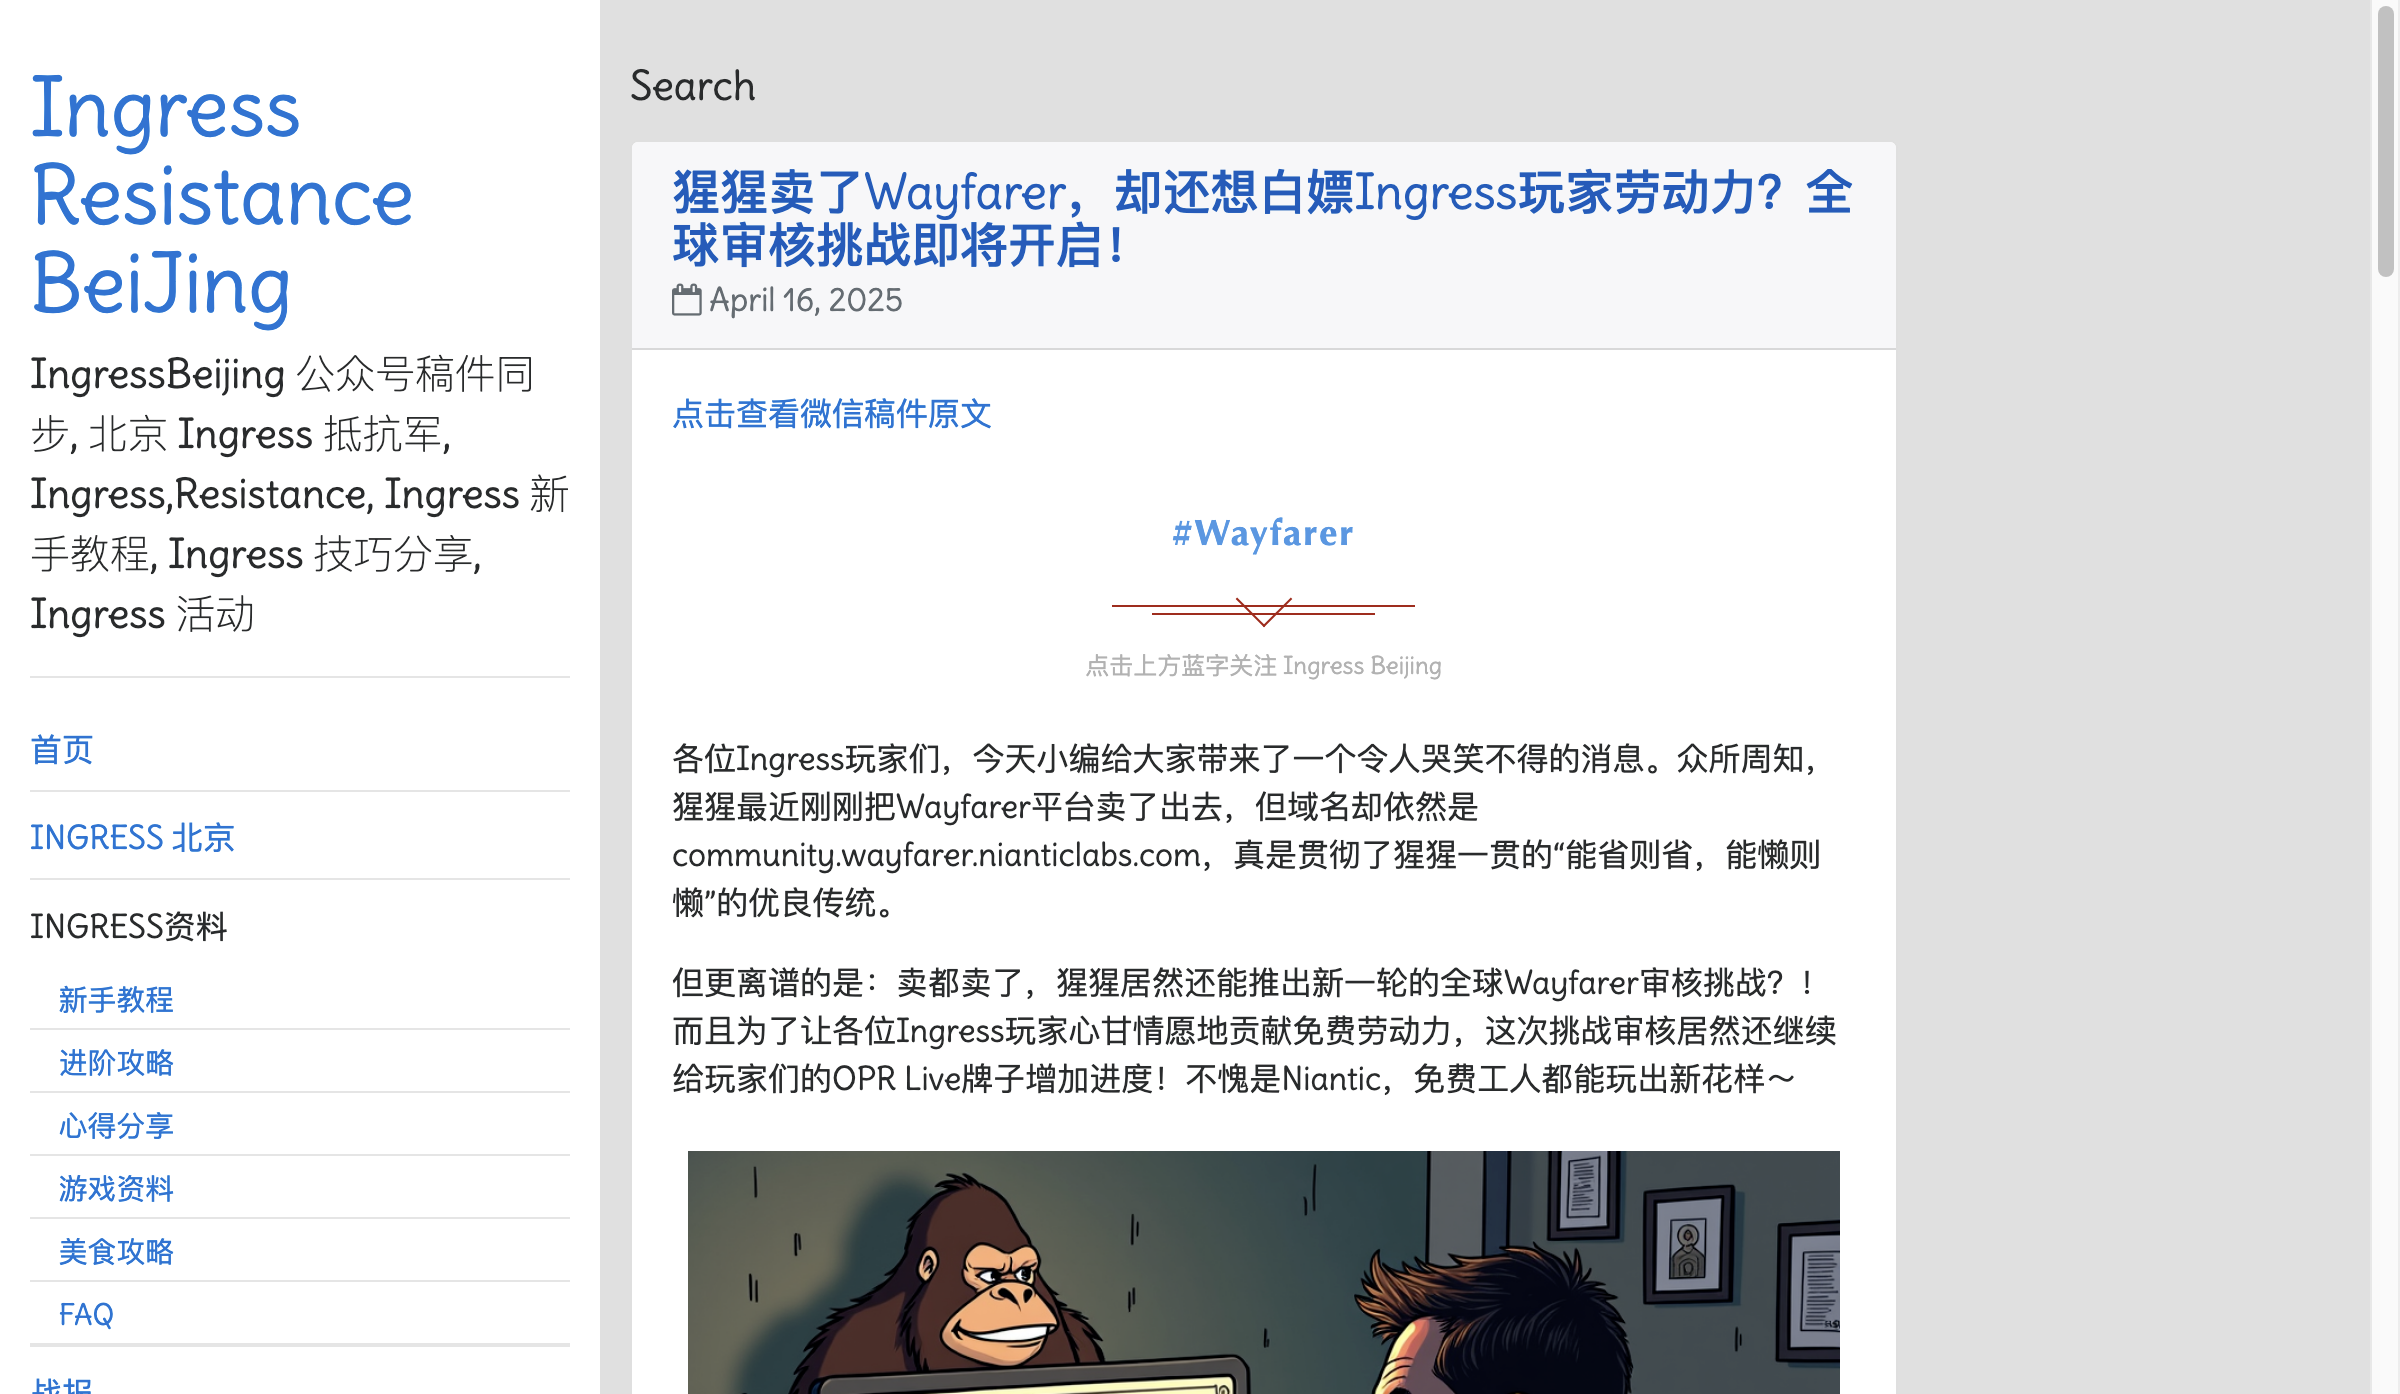 Ingress
Resistance
BeiJing
IngressBeijing 公众号稿件同
步, 北京 Ingress 抵抗军,
Ingress,Resistance, Ingress 新
手教程, Ingress 技巧分享,
Ingress 活动
首页
INGRESS 北京
INGRESS资料
新手教程
进阶攻略
心得分享
游戏资料
美食攻略
FAQ
战报
Search
猩猩卖了Wayfarer，却还想白嫖Ingress玩家劳动力？全
球审核挑战即将开启！
April 16, 2025
点击查看微信稿件原文
#Wayfarer
点击上方蓝字关注 Ingress Beijing
各位Ingress玩家们，今天小编给大家带来了一个令人哭笑不得的消息。众所周知，
猩猩最近刚刚把Wayfarer平台卖了出去，但域名却依然是
community.wayfarer.nianticlabs.com，真是贯彻了猩猩一贯的“能省则省，能懒则
懒”的优良传统。
但更离谱的是：卖都卖了，猩猩居然还能推出新一轮的全球Wayfarer审核挑战？！
而且为了让各位Ingress玩家心甘情愿地贡献免费劳动力，这次挑战审核居然还继续
给玩家们的OPR Live牌子增加进度！不愧是Niantic，免费工人都能玩出新花样～